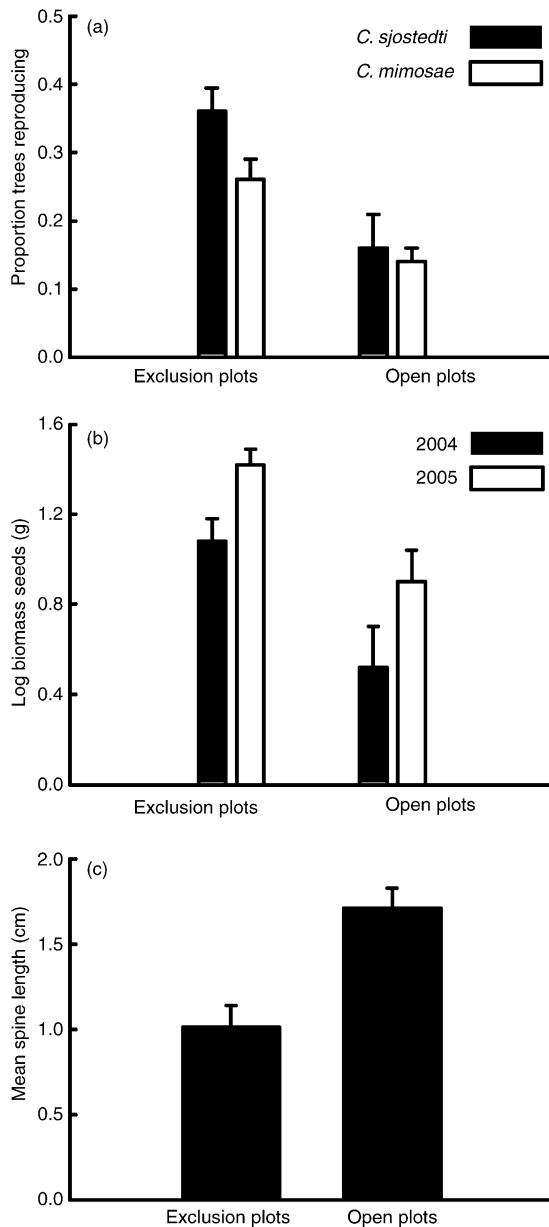 (a)
C. sjostedti
C. mimosae
Proportion trees reproducing
0.5
0.4
0.3
0.2
0.1
0.0
Exclusion plots
Open plots
(b)
2004
2005
Log biomass seeds (g)
1.6
1.2
0.8
0.4
0.0
Exclusion plots
Open plots
(c)
Mean spine length (cm)
2.0
1.5
1.0
0.5
0.0
Exclusion plots
Open plots